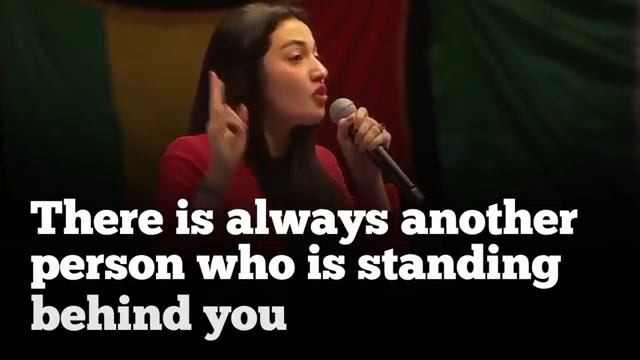 There is always another
person who is standing
behind you